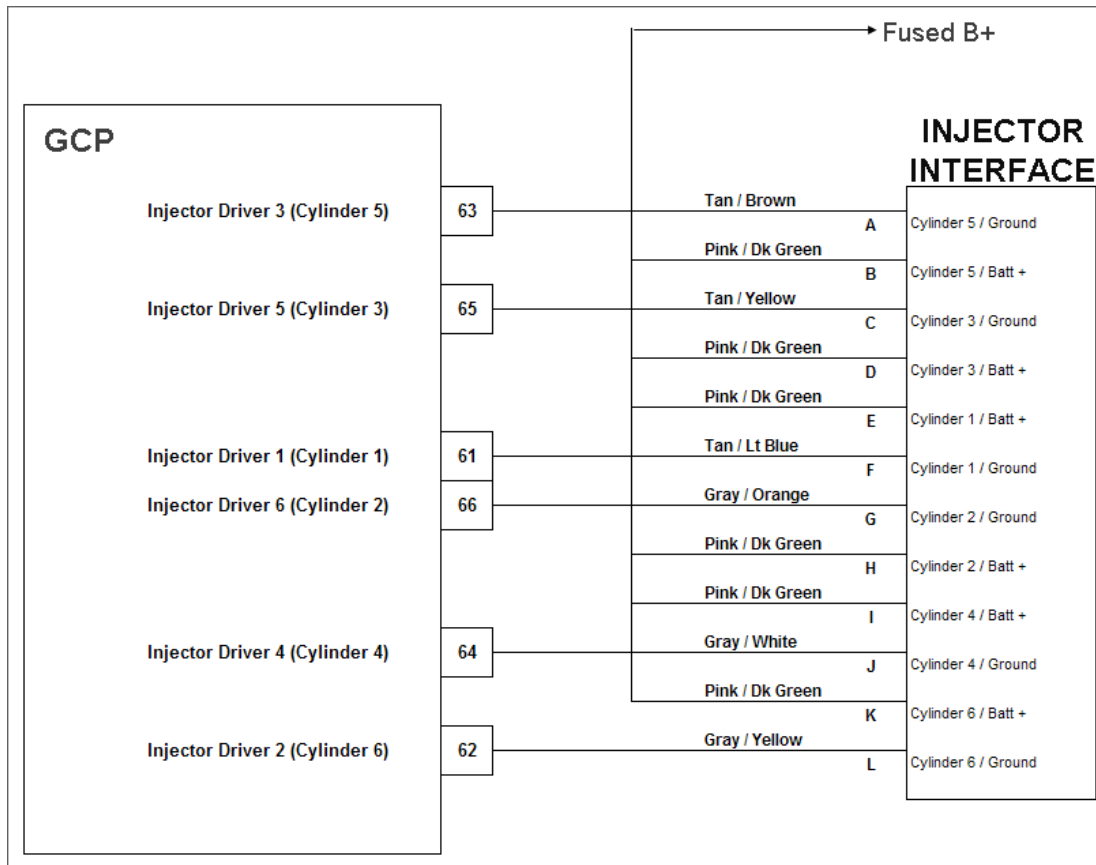 Fused B+
GCP
INJECTOR
INTERFACE
Injector Driver 3 (Cylinder 5)
63
Tan / Brown
A
Cylinder 5 / Ground
Pink / Dk Green
B
Cylinder 5 / Batt +
Injector Driver 5 (Cylinder 3)
65
Tan / Yellow
C
Cylinder 3 / Ground
Pink / Dk Green
D
Cylinder 3 / Batt +
Pink / Dk Green
E
Cylinder 1 / Batt +
Injector Driver 1 (Cylinder 1)
61
Tan / Lt Blue
F
Cylinder 1 / Ground
Injector Driver 6 (Cylinder 2)
66
Gray / Orange
G
Cylinder 2 / Ground
Pink / Dk Green
H
Cylinder 2 / Batt +
Pink / Dk Green
I
Cylinder 4 / Batt +
Injector Driver 4 (Cylinder 4)
64
Gray / White
J
Cylinder 4 / Ground
Pink / Dk Green
K
Cylinder 6 / Batt +
Injector Driver 2 (Cylinder 6)
62
Gray / Yellow
L
Cylinder 6 / Ground